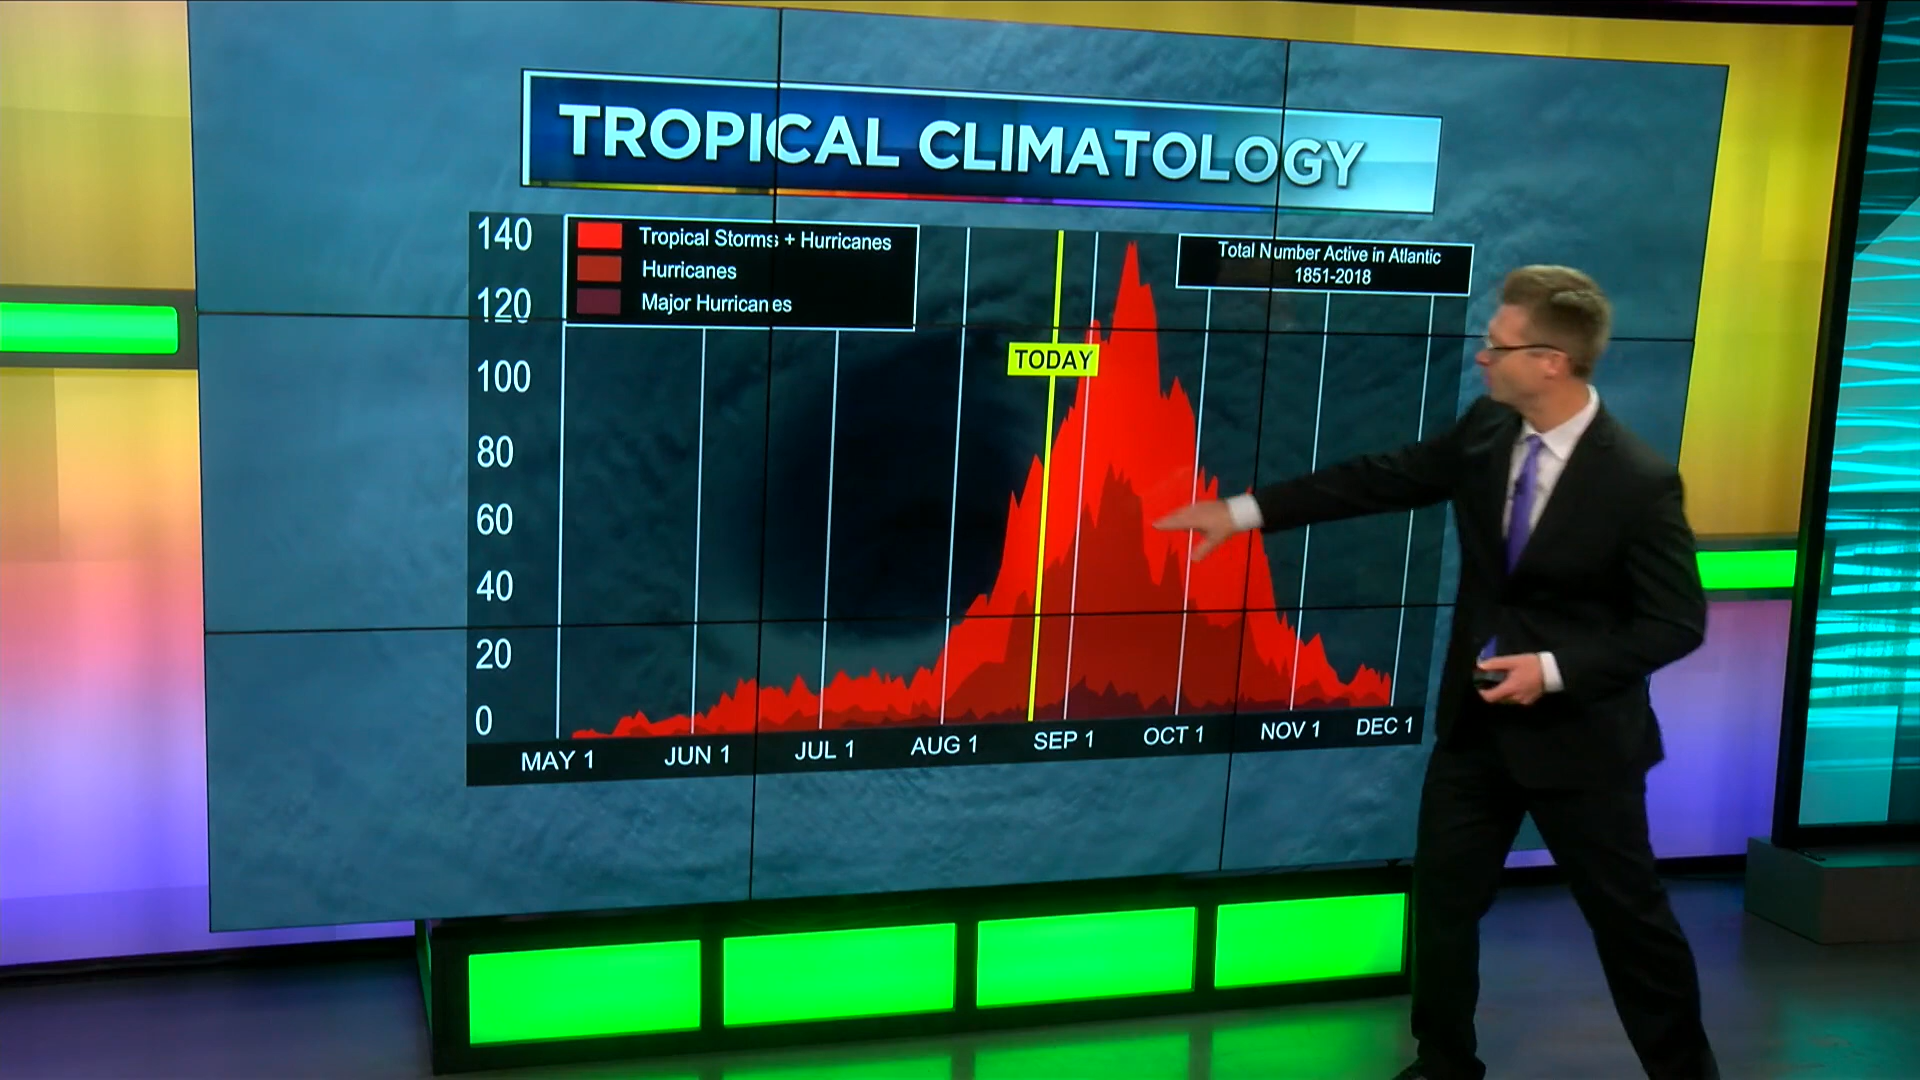 TROPICAL CLIMATOLOGY
140
120
100
80
60
40
20
0
Tropical Storms + Hurricanes
Hurricanes
Major Hurricanes
Total Number Active in Atlantic
1851-2018
TODAY
MAY 1
JUN 1
JUL 1
AUG 1
SEP 1
OCT 1
NOV 1
DEC 1